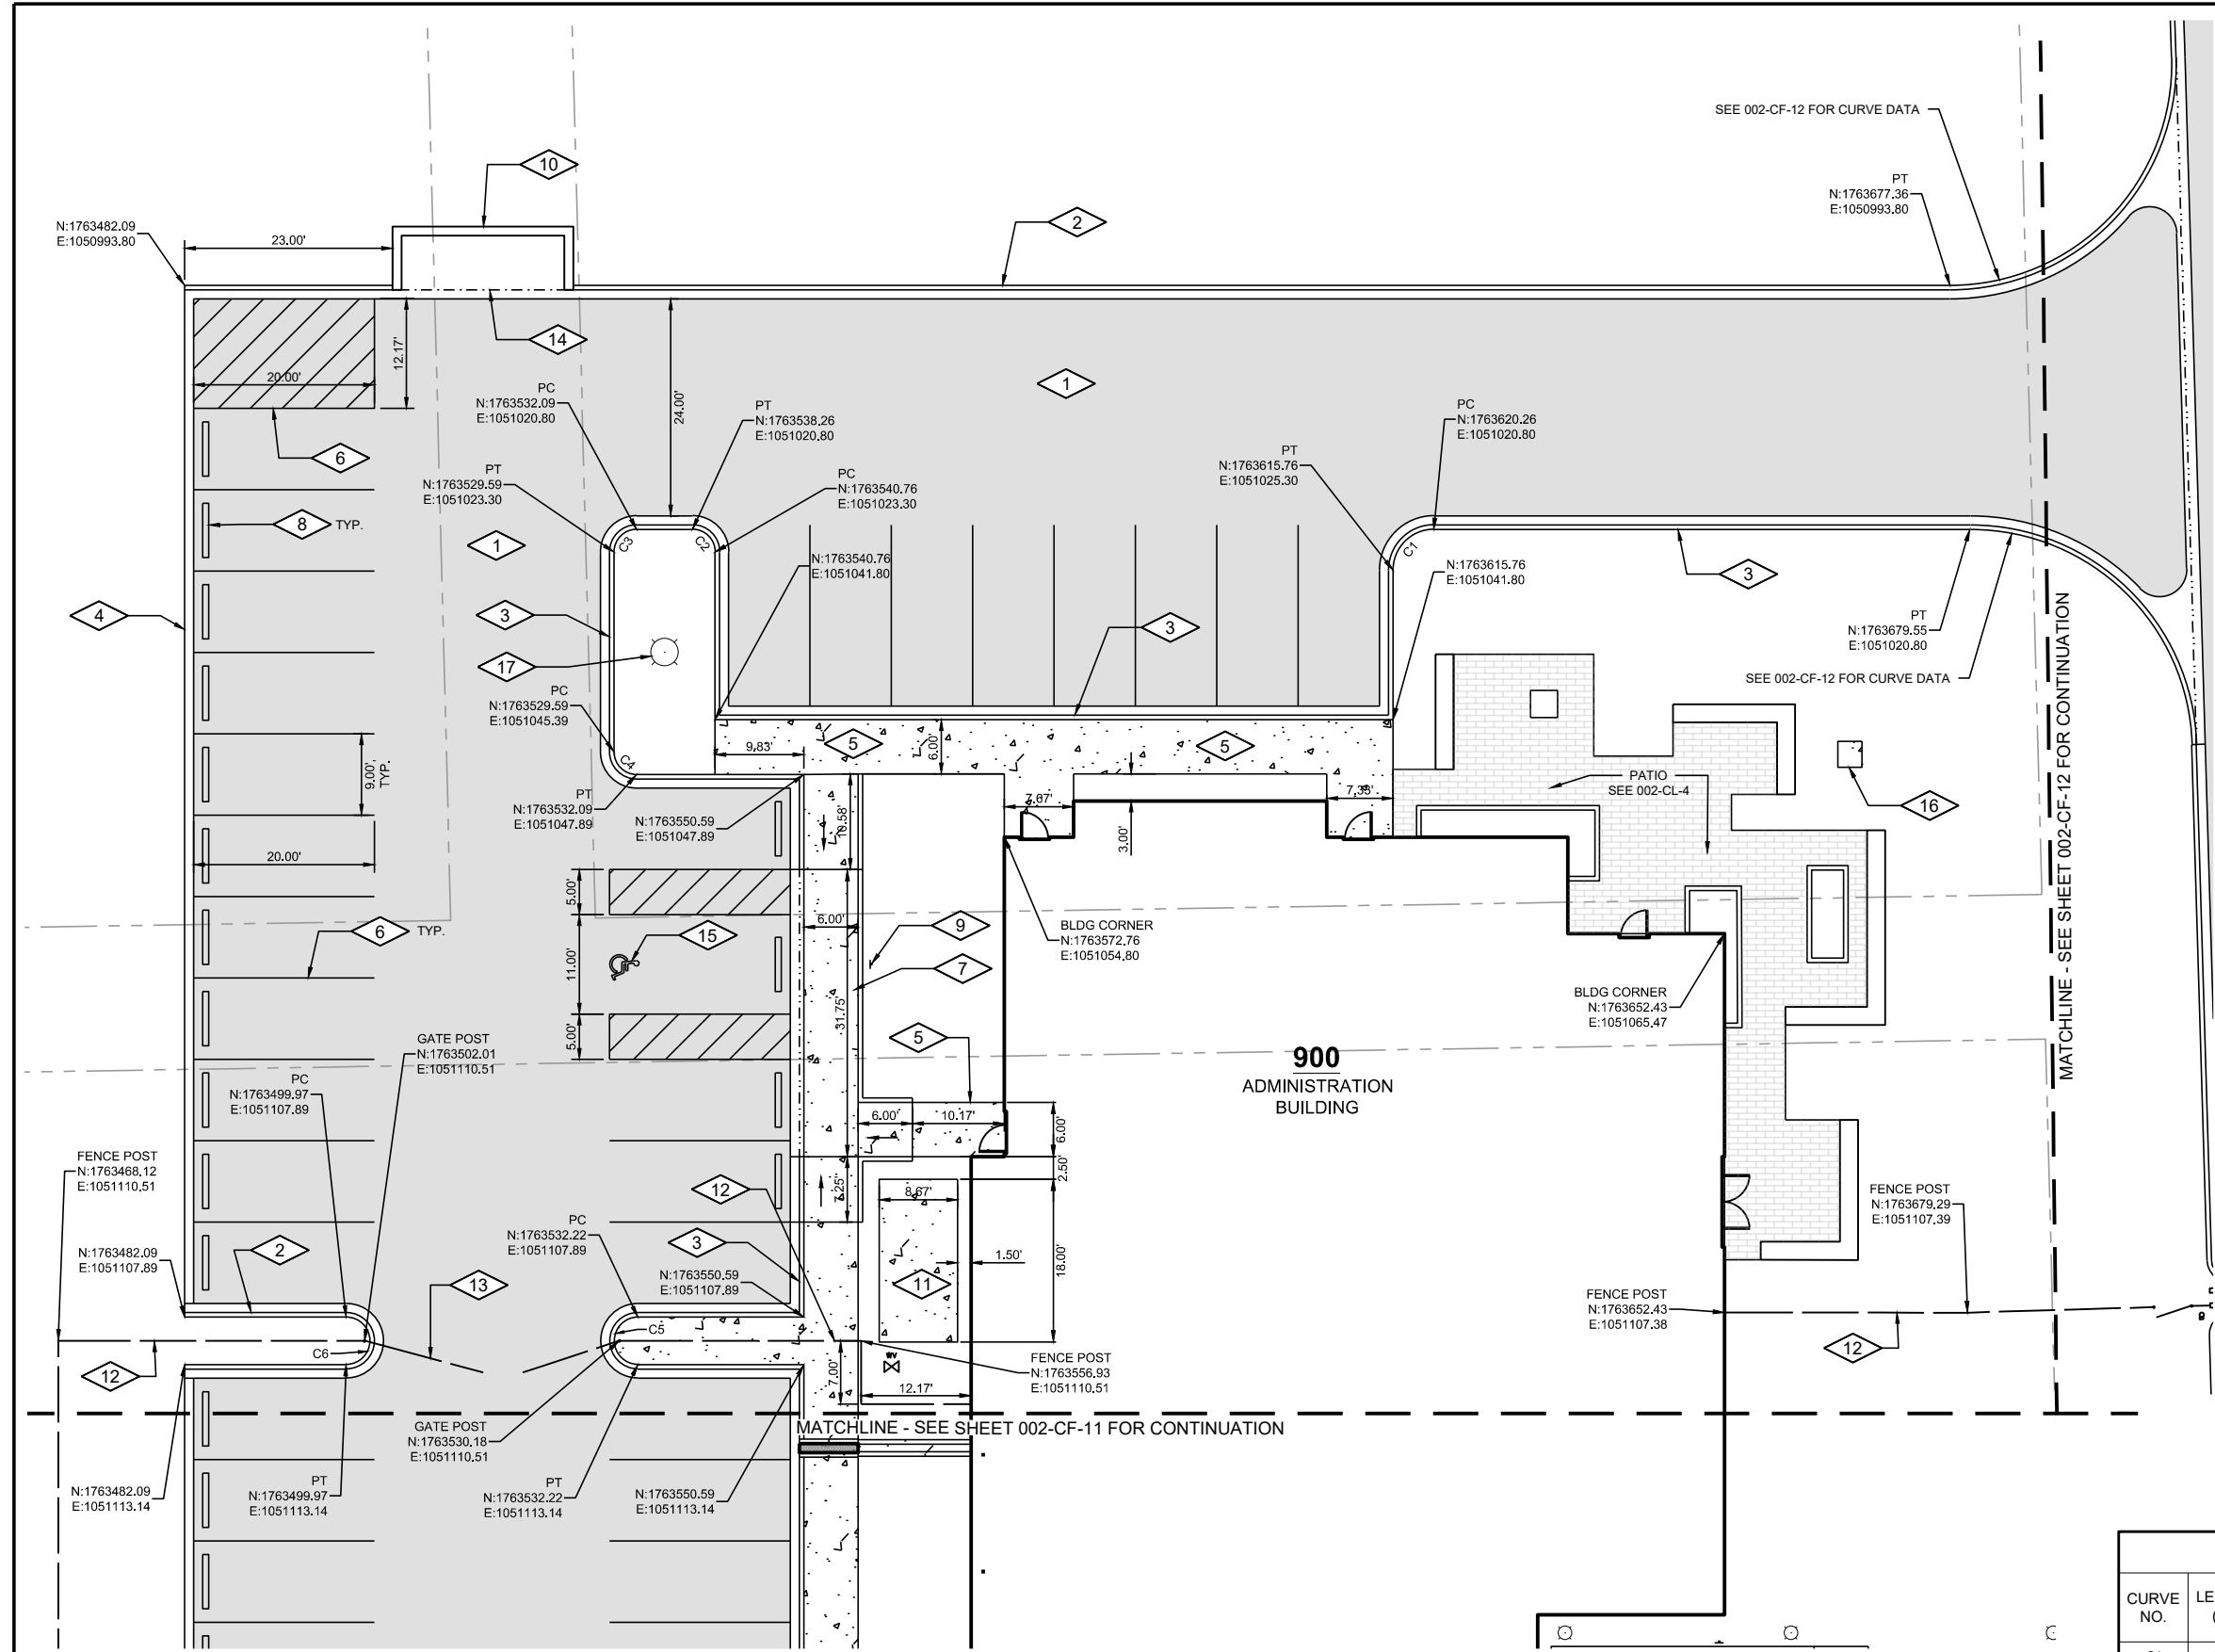 SEE 002-CF-12 FOR CURVE DATA
PT
N:1763677.36
E:1050993.80
10
2
N:1763482.09
E:1050993.80
23.00'
14
12.17'
20.00'
24.00'
1
PC
N:1763532.09
E:1051020.80
PT
N:1763538.26
E:1051020.80
PC
N:1763620.26
E:1051020.80
6
PT
N:1763529.59
E:1051023.30
PC
N:1763540.76
E:1051023.30
PT
N:1763615.76
E:1051025.30
8 TYP.
1
C3
C2
C1
N:1763540.76
E:1051041.80
N:1763615.76
E:1051041.80
3
4
3
3
PT
N:1763679.55
E:1051020.80
17
SEE 002-CF-12 FOR CURVE DATA
PC
N:1763529.59
E:1051045.39
MATCHLINE - SEE SHEET 002-CF-12 FOR CONTINUATION
9.83'
5
6.00'
5
C4
9.00'
TYP.
PATIO
SEE 002-CL-4
7.67'
7.33'
16
PT
N:1763532.09
E:1051047.89
N:1763550.59
E:1051047.89
10.58'
3.00'
20.00'
5.00'
6.00'
6 TYP.
15
9
BLDG CORNER
N:1763572.76
E:1051054.80
11.00'
7
31.75'
BLDG CORNER
N:1763652.43
E:1051065.47
5.00'
5
GATE POST
N:1763502.01
E:1051110.51
900
ADMINISTRATION
BUILDING
PC
N:1763499.97
E:1051107.89
6.00'
10.17'
6.00'
FENCE POST
N:1763468.12
E:1051110.51
2.50'
12
7.25'
8.67'
FENCE POST
N:1763679.29
E:1051107.39
PC
N:1763532.22
E:1051107.89
2
3
N:1763482.09
E:1051107.89
1.50'
18.00'
13
N:1763550.59
E:1051107.89
11
FENCE POST
N:1763652.43
E:1051107.38
C5
C6
12
12
WV
FENCE POST
N:1763556.93
E:1051110.51
7.00'
12.17'
MATCHLINE - SEE SHEET 002-CF-11 FOR CONTINUATION
GATE POST
N:1763530.18
E:1051110.51
N:1763482.09
E:1051113.14
PT
N:1763499.97
E:1051113.14
PT
N:1763532.22
E:1051113.14
N:1763550.59
E:1051113.14
CURVE
NO.